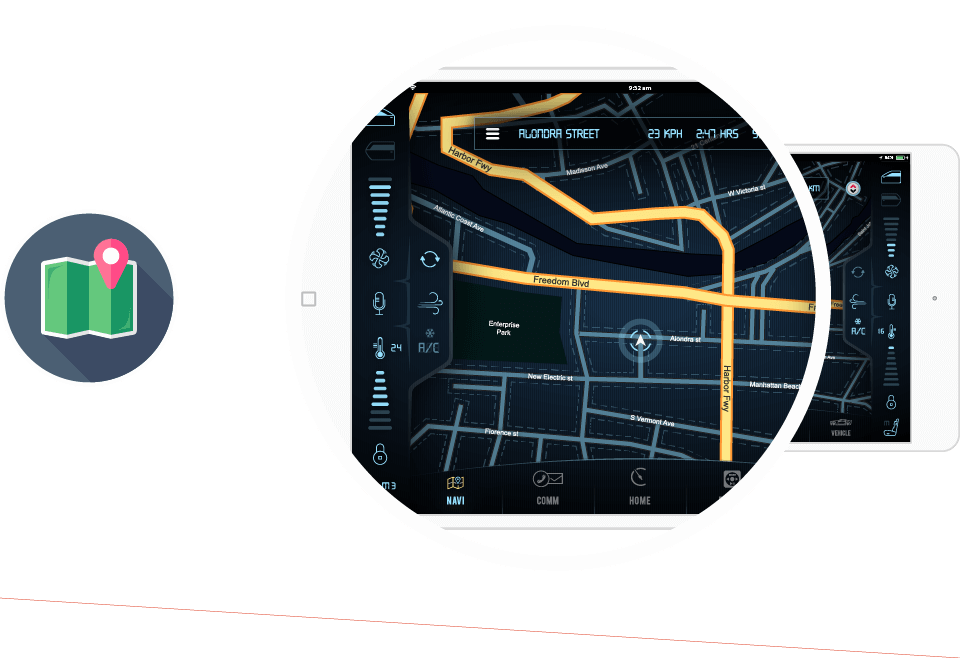 9:52 am
ALONDRA STREET 23 KPH 2:47 HRS
KM
Harbor Fwy
Madison Ave
W Victoria st
Atlantic Coast Ave
Freedom Blvd
Enterprise
Park
Alondra st
A/C
24
A/C
16
New Electric st
Harbor Fwy
Manhattan Beach
S Vermont Ave
Florence st
M3
NAVI
COMM
HOME
VEHICLE